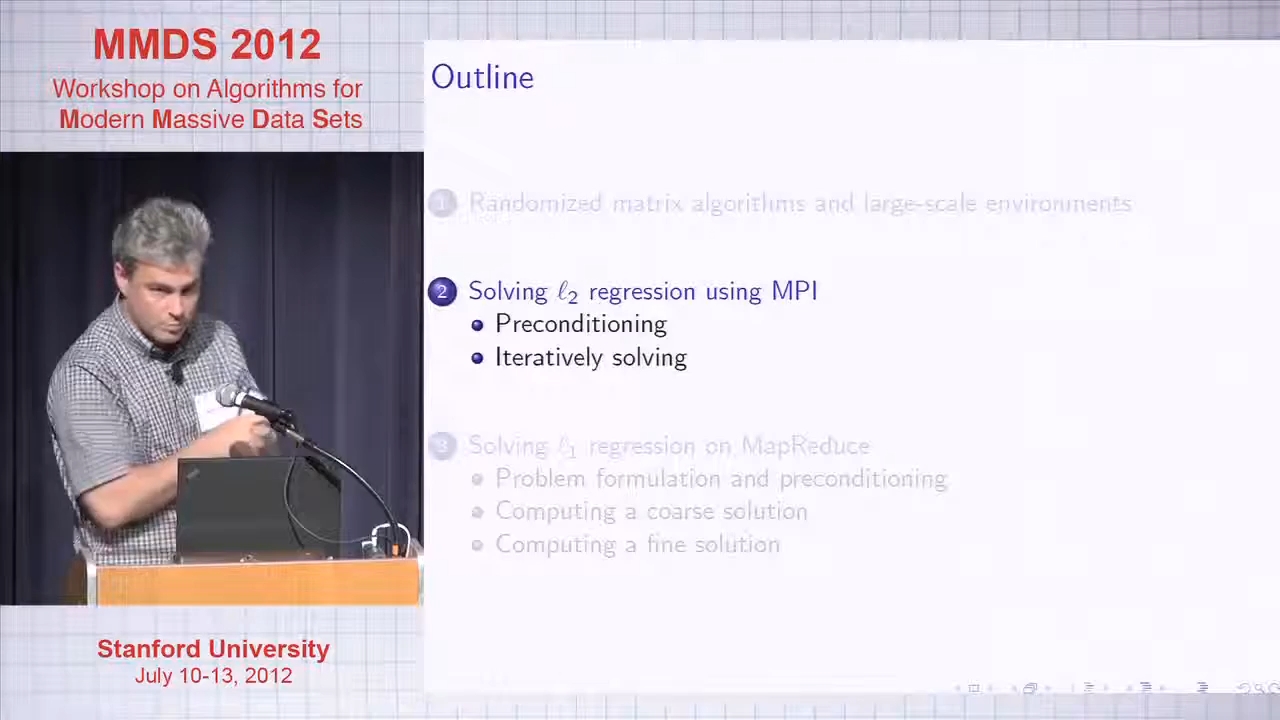 MMDS 2012
Workshop on Algorithms for
Modern Massive Data Sets
Outline
1 Randomized matrix algorithms and large-scale environments
2 Solving ℓ2 regression using MPI
Preconditioning
Iteratively solving
3 Solving ℓ1 regression on MapReduce
Problem formulation and preconditioning
Computing a coarse solution
Computing a fine solution
Stanford University
July 10-13, 2012